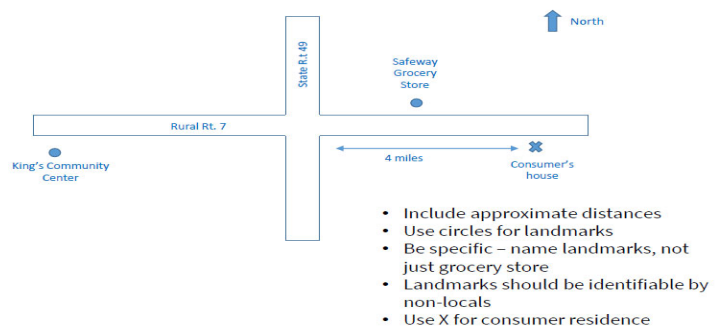 North
State R.t 49
Safeway
Grocery
Store
Rural Rt. 7
King's Community
Center
4 miles
Consumer's
house
• Include approximate distances
• Use circles for landmarks
• Be specific – name landmarks, not
just grocery store
• Landmarks should be identifiable by
non-locals
• Use X for consumer residence